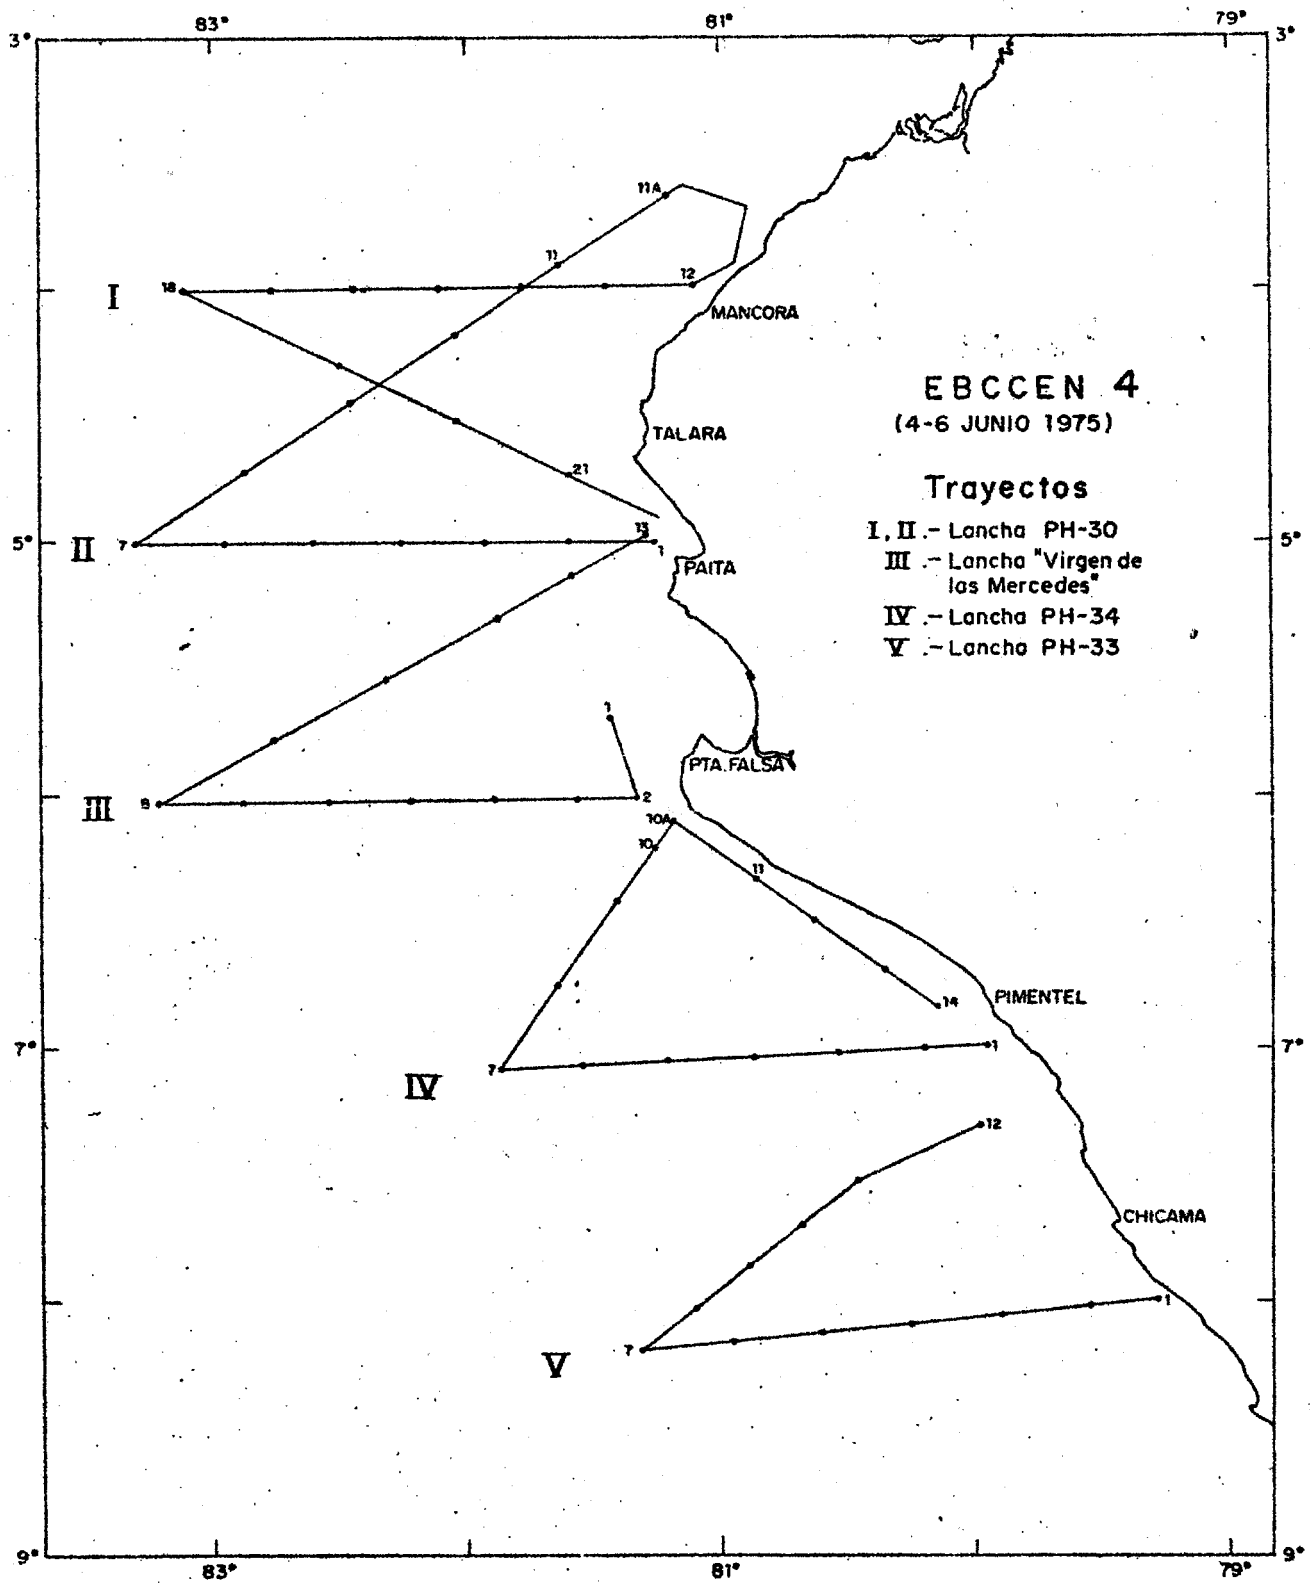 83° 81° 79°
3° 3°
11A
11
18 12
I
MANCORA
EBCCEN 4
(4-6 JUNIO 1975)
TALARA
21
Trayectos
13
I, II.- Lancha PH-30
5° II 7 1 5°
PAITA
III .- Lancha "Virgen de
las Mercedes"
IV .- Lancha PH-34
V .- Lancha PH-33
1
PTA. FALSA
III 2
10A
10
11
14 PIMENTEL
7° 7 1 7°
IV
12
CHICAMA
1
7
V
9° 9°
83° 81° 79°